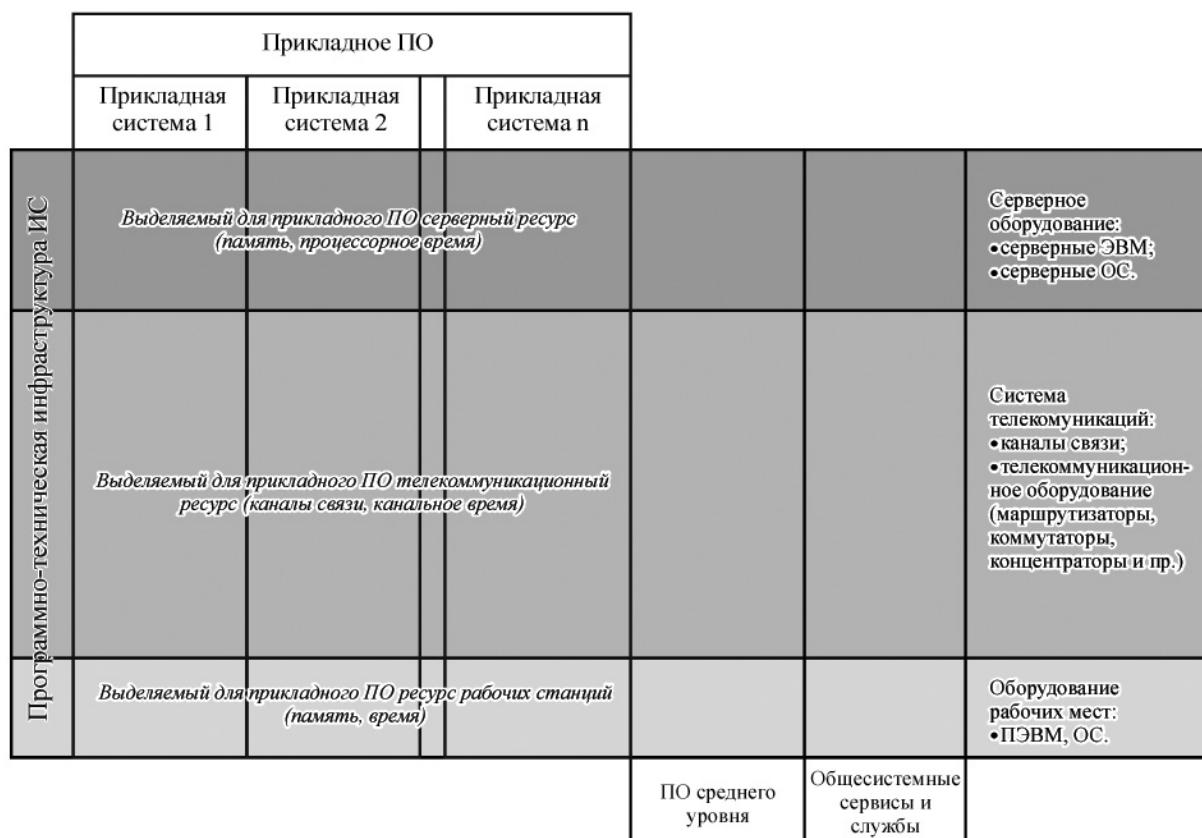 Прикладное ПО
Прикладная
система 1
Прикладная
система 2
Прикладная
система n
Программно-техническая инфраструктура ИС
Выделяемый для прикладного ПО серверный ресурс
(память, процессорное время)
Серверное
оборудование:
•серверные ЭВМ;
•серверные ОС.
Выделяемый для прикладного ПО телекоммуникационный
ресурс (каналы связи, канальное время)
Система
телекомуникаций:
•каналы связи;
•телекоммуникацион-
ное оборудование
(маршрутизаторы,
коммутаторы,
концентраторы и пр.)
Выделяемый для прикладного ПО ресурс рабочих станций
(память, время)
Оборудование
рабочих мест:
•ПЭВМ, ОС.
ПО среднего
уровня
Общесистемные
сервисы и
службы